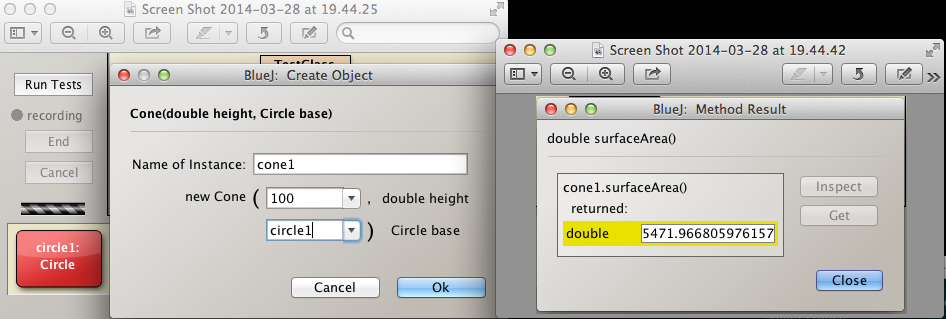 Screen Shot 2014-03-28 at 19.44.25
TestClass
Run Tests
recording
End
Cancel
circle1:
Circle
BlueJ: Create Object
Cone(double height, Circle base)
Name of Instance: cone1
new Cone ( 100 , double height
circle1 ) Circle base
Cancel Ok
Screen Shot 2014-03-28 at 19.44.42
BlueJ: Method Result
double surfaceArea()
cone1.surfaceArea()
returned:
double 5471.966805976157
Inspect
Get
Close